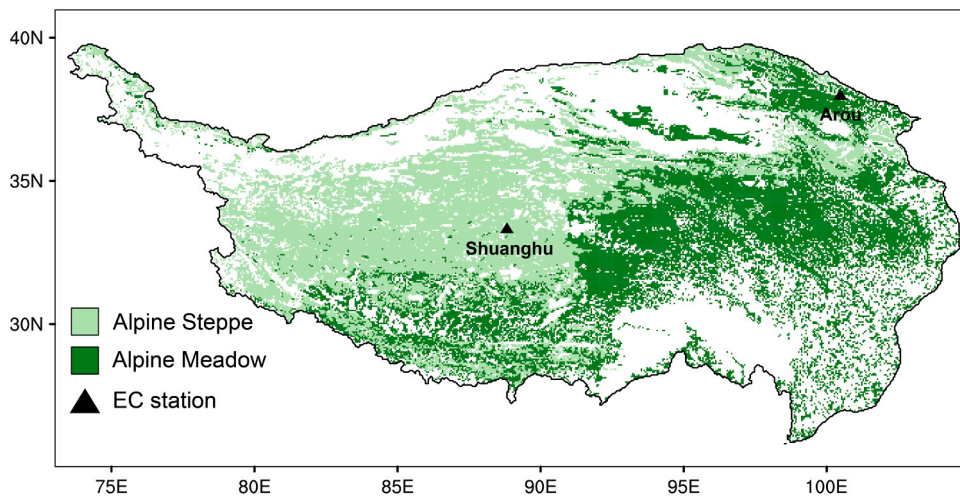 40N
Arou
35N
Shuanghu
30N
Alpine Steppe
Alpine Meadow
EC station
75E 80E 85E 90E 95E 100E